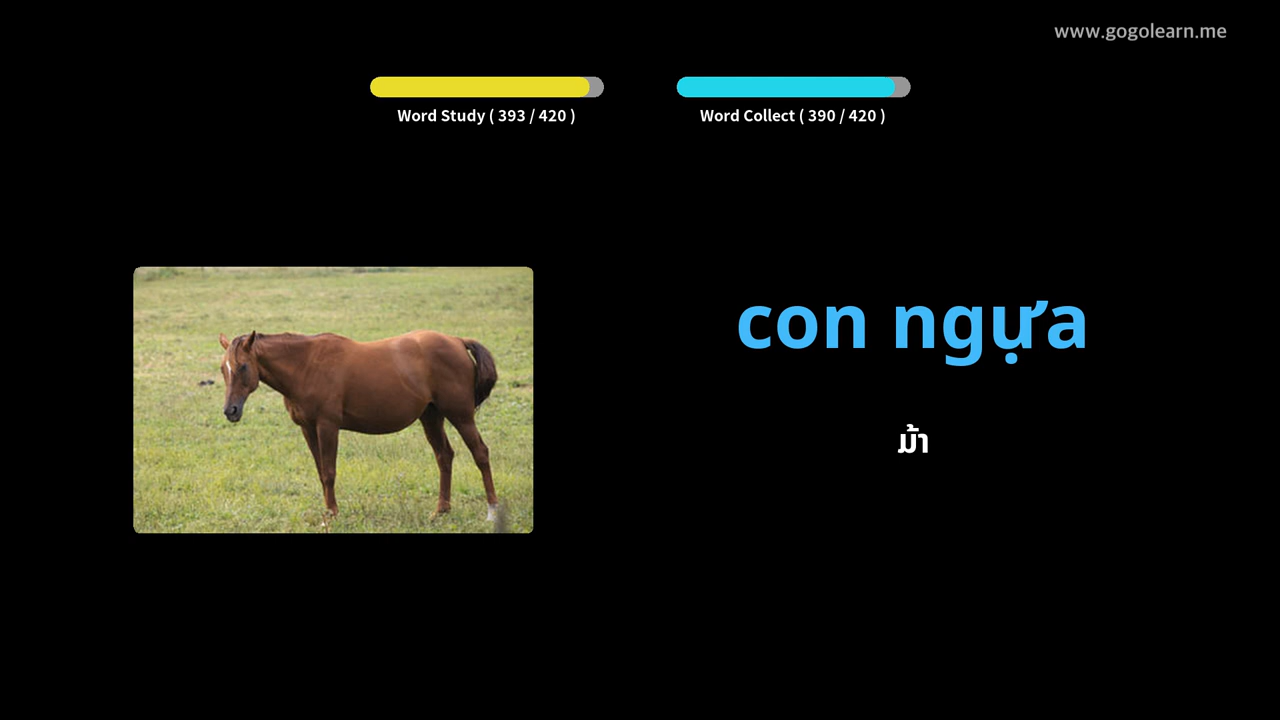 www.gogolearn.me
Word Study ( 393 / 420 )
Word Collect ( 390 / 420 )
con ngựa
ม้า